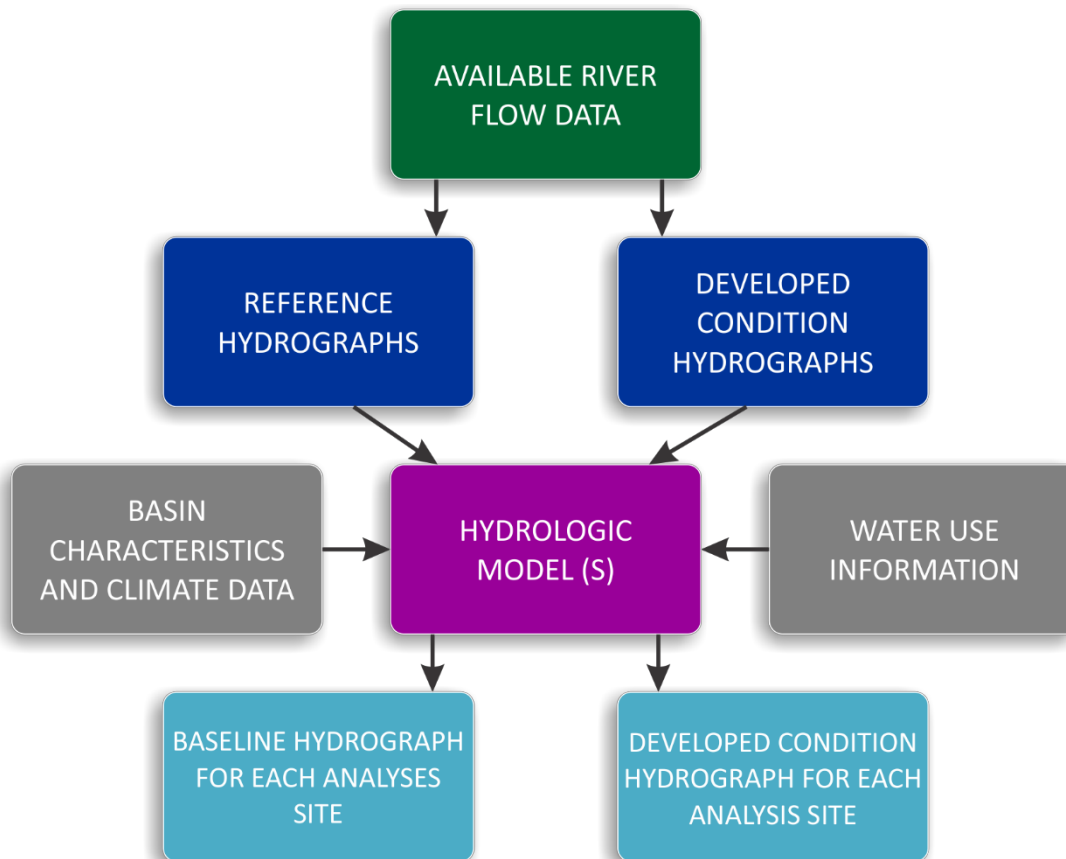 AVAILABLE RIVER
FLOW DATA
REFERENCE
HYDROGRAPHS
DEVELOPED
CONDITION
HYDROGRAPHS
BASIN
CHARACTERISTICS
AND CLIMATE DATA
HYDROLOGIC
MODEL (S)
WATER USE
INFORMATION
BASELINE HYDROGRAPH
FOR EACH ANALYSES
SITE
DEVELOPED CONDITION
HYDROGRAPH FOR EACH
ANALYSIS SITE